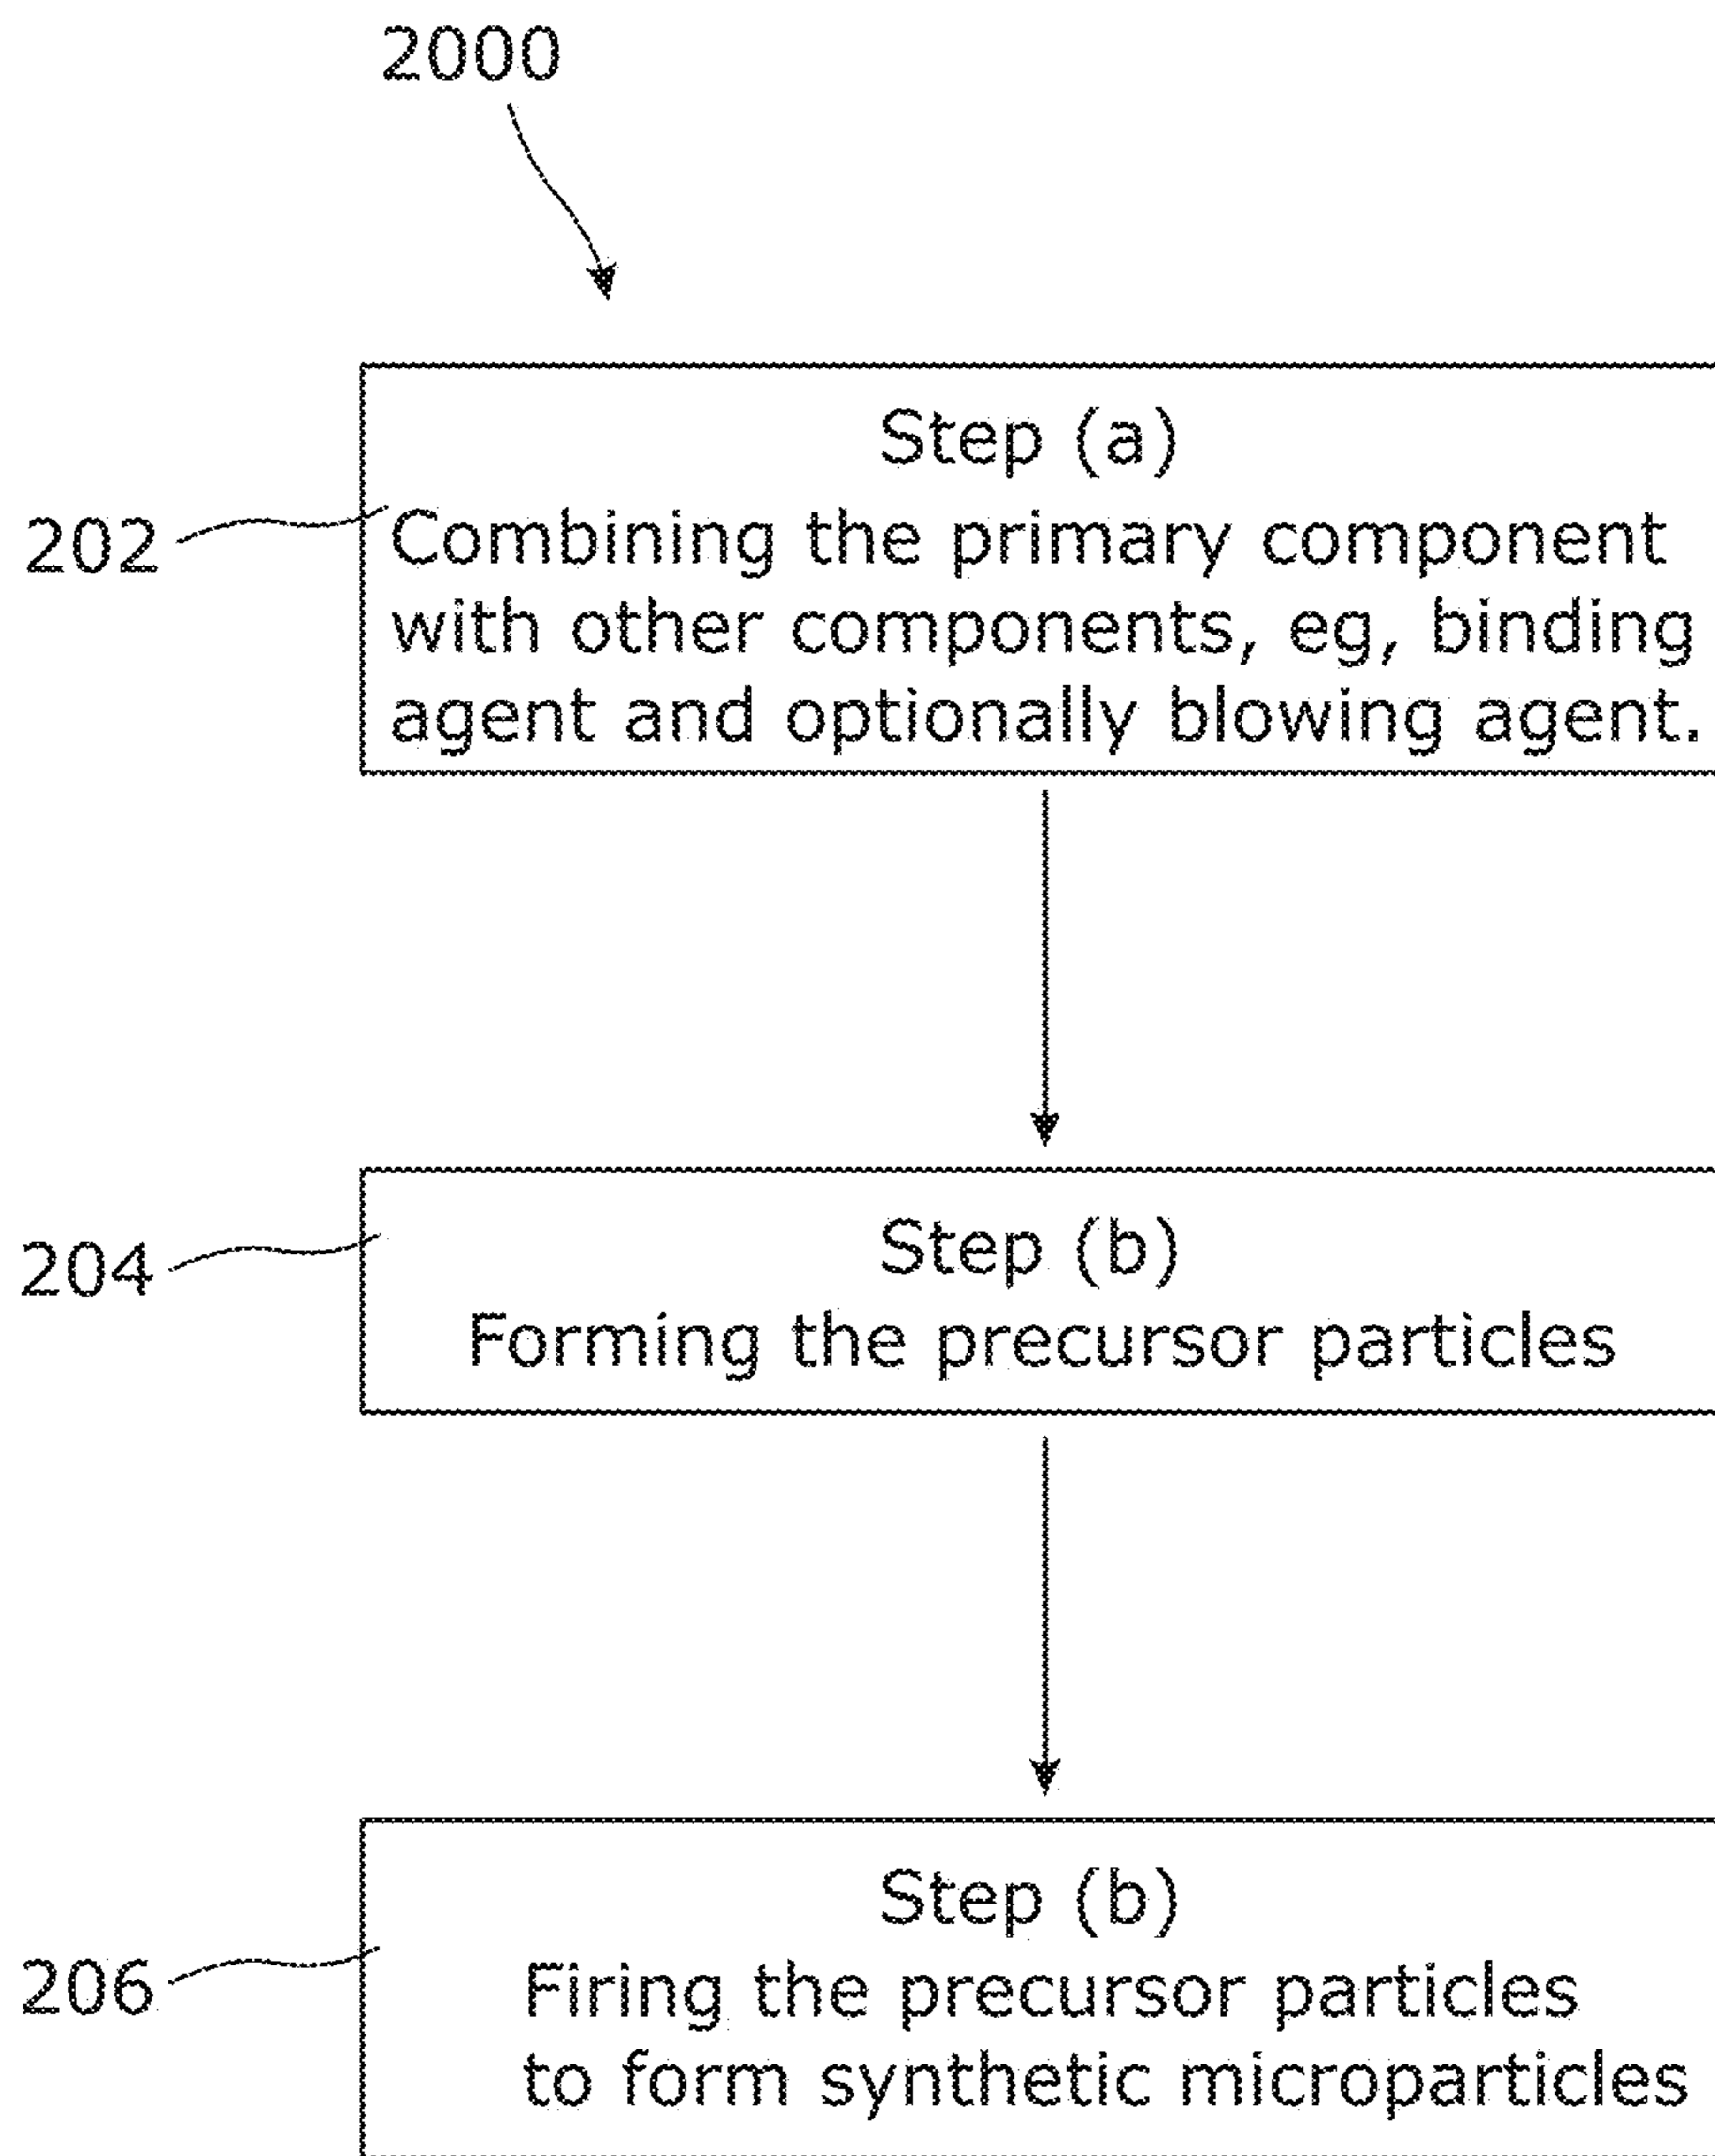 2000
Step (a)
202
Combining the primary component
with other components, eg, binding
agent and optionally blowing agent.
Step (b)
204
Forming the precursor particles
Step (b)
206
Firing the precursor particles
to form synthetic microparticles